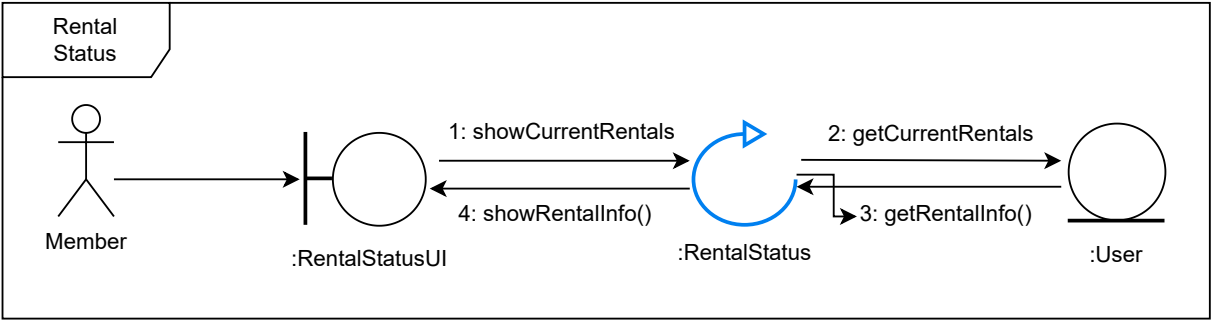 Rental
Status
1: showCurrentRentals
2: getCurrentRentals
4: showRentalInfo()
3: getRentalInfo()
Member
:RentalStatusUI
:RentalStatus
:User